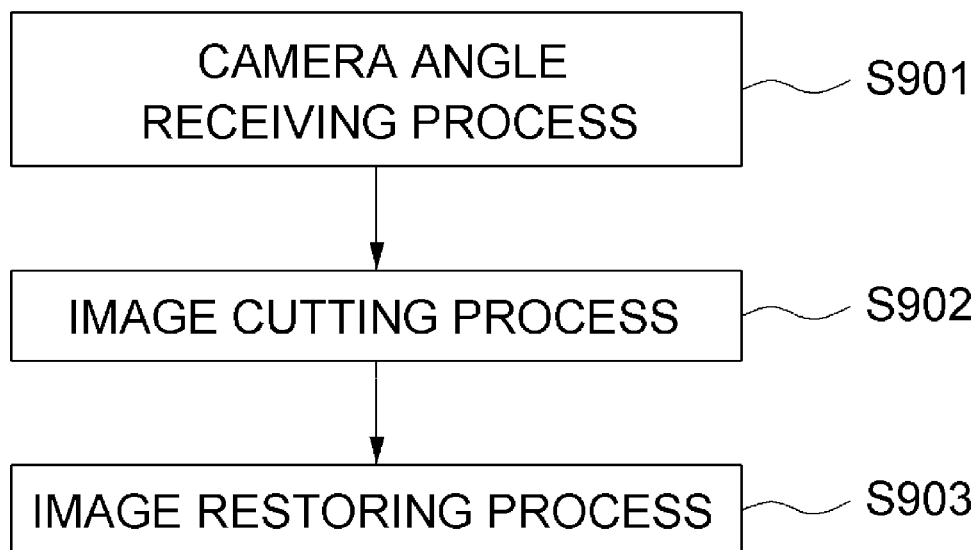 CAMERA ANGLE
RECEIVING PROCESS
S901
IMAGE CUTTING PROCESS
S902
IMAGE RESTORING PROCESS
S903